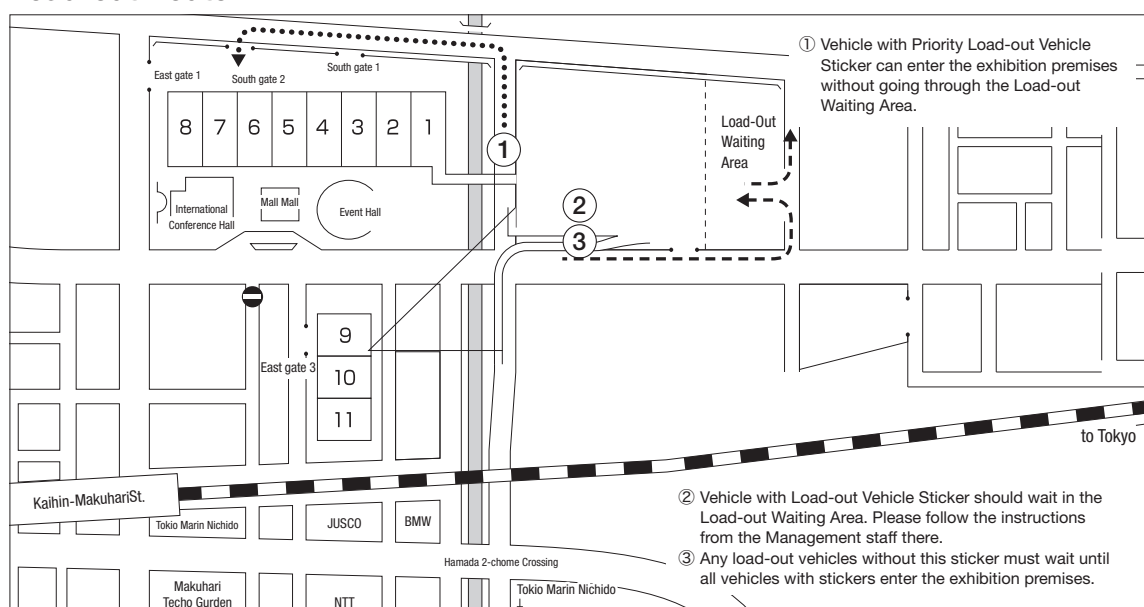 ① Vehicle with Priority Load-out Vehicle
Sticker can enter the exhibition premises
without going through the Load-out
Waiting Area.
East gate 1
South gate 2
South gate 1
8 7 6 5 4 3 2 1
1
Load-Out
Waiting
Area
International
Conference Hall
Mall Mall
Event Hall
2
3
9
East gate 3
10
11
to Tokyo
Kaihin-MakuhariSt.
② Vehicle with Load-out Vehicle Sticker should wait in the
Load-out Waiting Area. Please follow the instructions
from the Management staff there.
③ Any load-out vehicles without this sticker must wait until
all vehicles with stickers enter the exhibition premises.
Tokio Marin Nichido
JUSCO
BMW
Hamada 2-chome Crossing
Makuhari
Techo Gurden
NTT
Tokio Marin Nichido